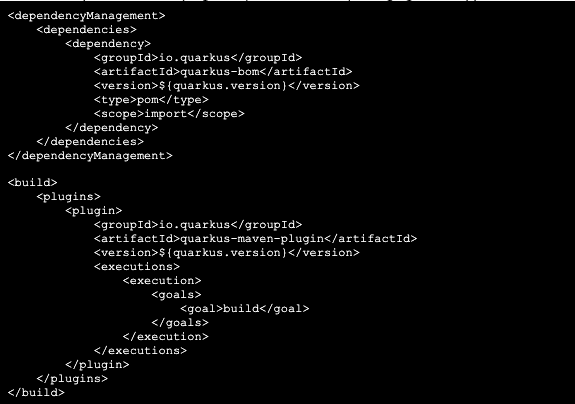 <dependencyManagement>
    <dependencies>
        <dependency>
            <groupId>io.quarkus</groupId>
            <artifactId>quarkus-bom</artifactId>
            <version>${quarkus.version}</version>
            <type>pom</type>
            <scope>import</scope>
        </dependency>
    </dependencies>
</dependencyManagement>

<build>
    <plugins>
        <plugin>
            <groupId>io.quarkus</groupId>
            <artifactId>quarkus-maven-plugin</artifactId>
            <version>${quarkus.version}</version>
            <executions>
                <execution>
                    <goals>
                        <goal>build</goal>
                    </goals>
                </execution>
            </executions>
        </plugin>
    </plugins>
</build>